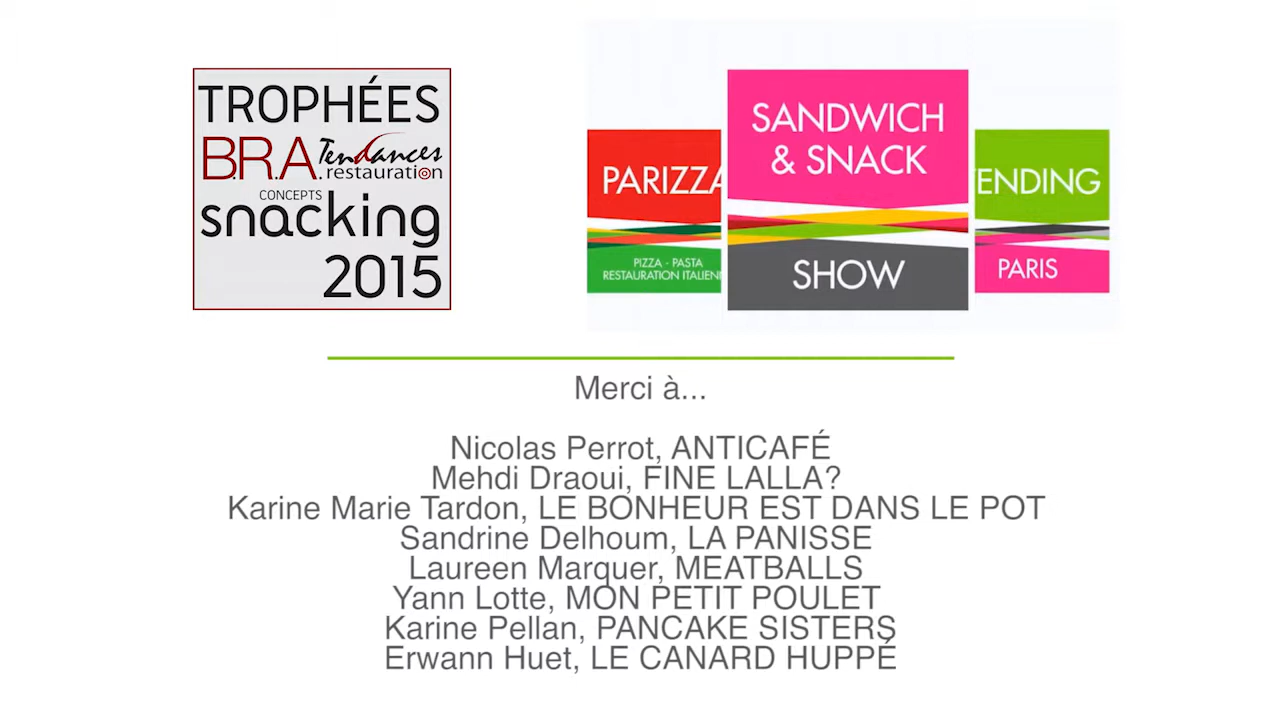 TROPHÉES
B.R.A. Tendances
restauration
CONCEPTS
snacking
2015
PARIZZA
PIZZA - PASTA
RESTAURATION ITALIEN
SANDWICH
& SNACK
SHOW
VENDING
PARIS
Merci à...
Nicolas Perrot, ANTICAFÉ
Mehdi Draoui, FINE LALLA?
Karine Marie Tardon, LE BONHEUR EST DANS LE POT
Sandrine Delhoum, LA PANISSE
Laureen Marquer, MEATBALLS
Yann Lotte, MON PETIT POULET
Karine Pellan, PANCAKE SISTERS
Erwann Huet, LE CANARD HUPPÉ